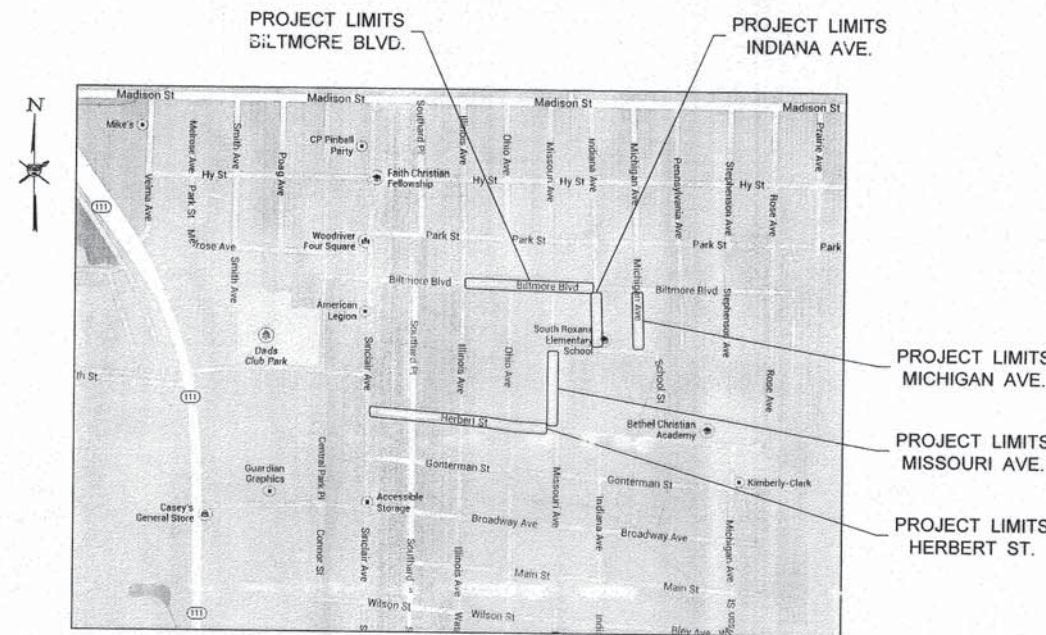 PROJECT LIMITS
BILTMORE BLVD.
PROJECT LIMITS
INDIANA AVE.
N
Madison St
Madison St
Madison St
Madison St
Mike's
Velma Ave
Melrose Ave
Park St
Smith Ave
Poag Ave
CP Pinball
Party
Southard Pl
Illinois Ave
Ohio Ave
Missouri Ave
Indiana Ave
Michigan Ave
Pennsylvania Ave
Stephenson Ave
Rose Ave
Prairie Ave
Hy St
Faith Christian
Fellowship
Hy St
Hy St
Hy St
111
Melrose Ave
Smith Ave
Woodriver
Four Square
Park St
Park St
Park St
Park
Biltmore Blvd
Biltmore Blvd
Michigan Ave
Biltmore Blvd
Stephenson Ave
American
Legion
Dads
Club Park
South Roxana
Elementary
School
Sinclair Ave
Southard Pl
Illinois Ave
Ohio Ave
School St
Rose Ave
PROJECT LIMITS
MICHIGAN AVE.
th St
111
Herbert St
Bethel Christian
Academy
PROJECT LIMITS
MISSOURI AVE.
Central Park Pl
Gonterman St
Gonterman St
Guardian
Graphics
Missouri Ave
Indiana Ave
Kimberly-Clark
Casey's
General Store
Accessible
Storage
Broadway Ave
Broadway Ave
PROJECT LIMITS
HERBERT ST.
Connor St
Sinclair Ave
Southard
Illinois Ave
Michigan Ave
Main St
Main St
111
Wilson St
Wilson St
S
S
Was
Indi
Bley Ave